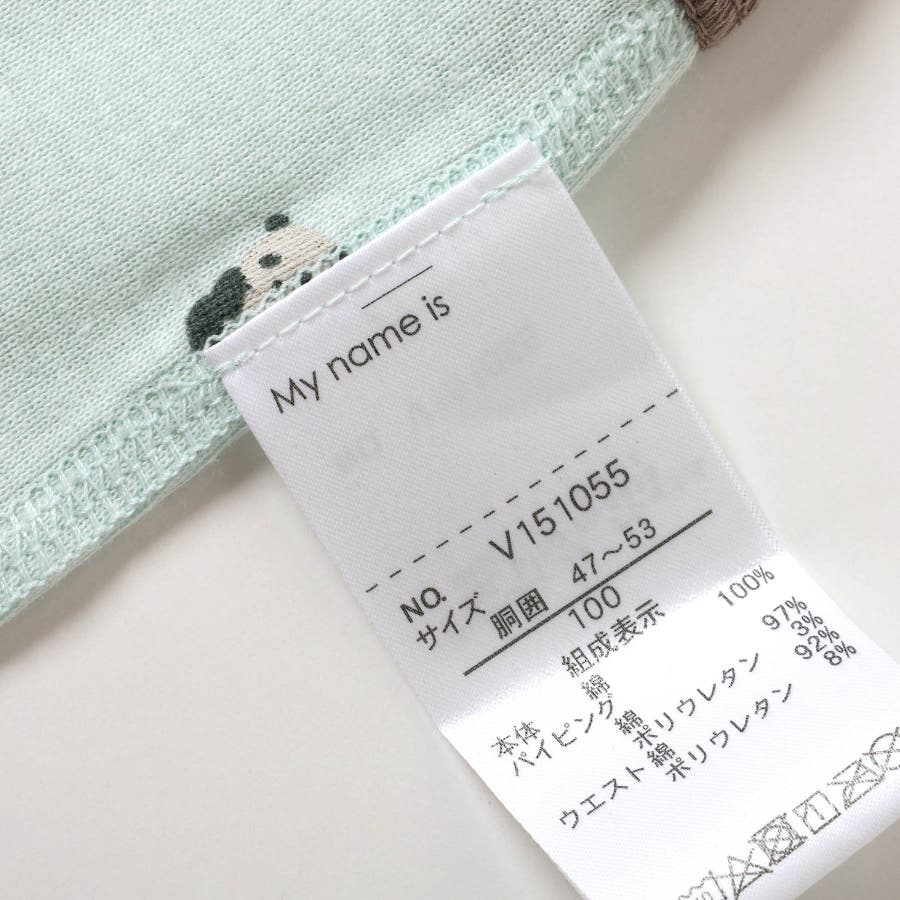 My name is
NO. V151055
サイズ 胴囲 47～53
100
組成表示
本体 綿 100%
パイピング 綿 97%
ポリウレタン 3%
ウエスト 綿 92%
ポリウレタン 8%